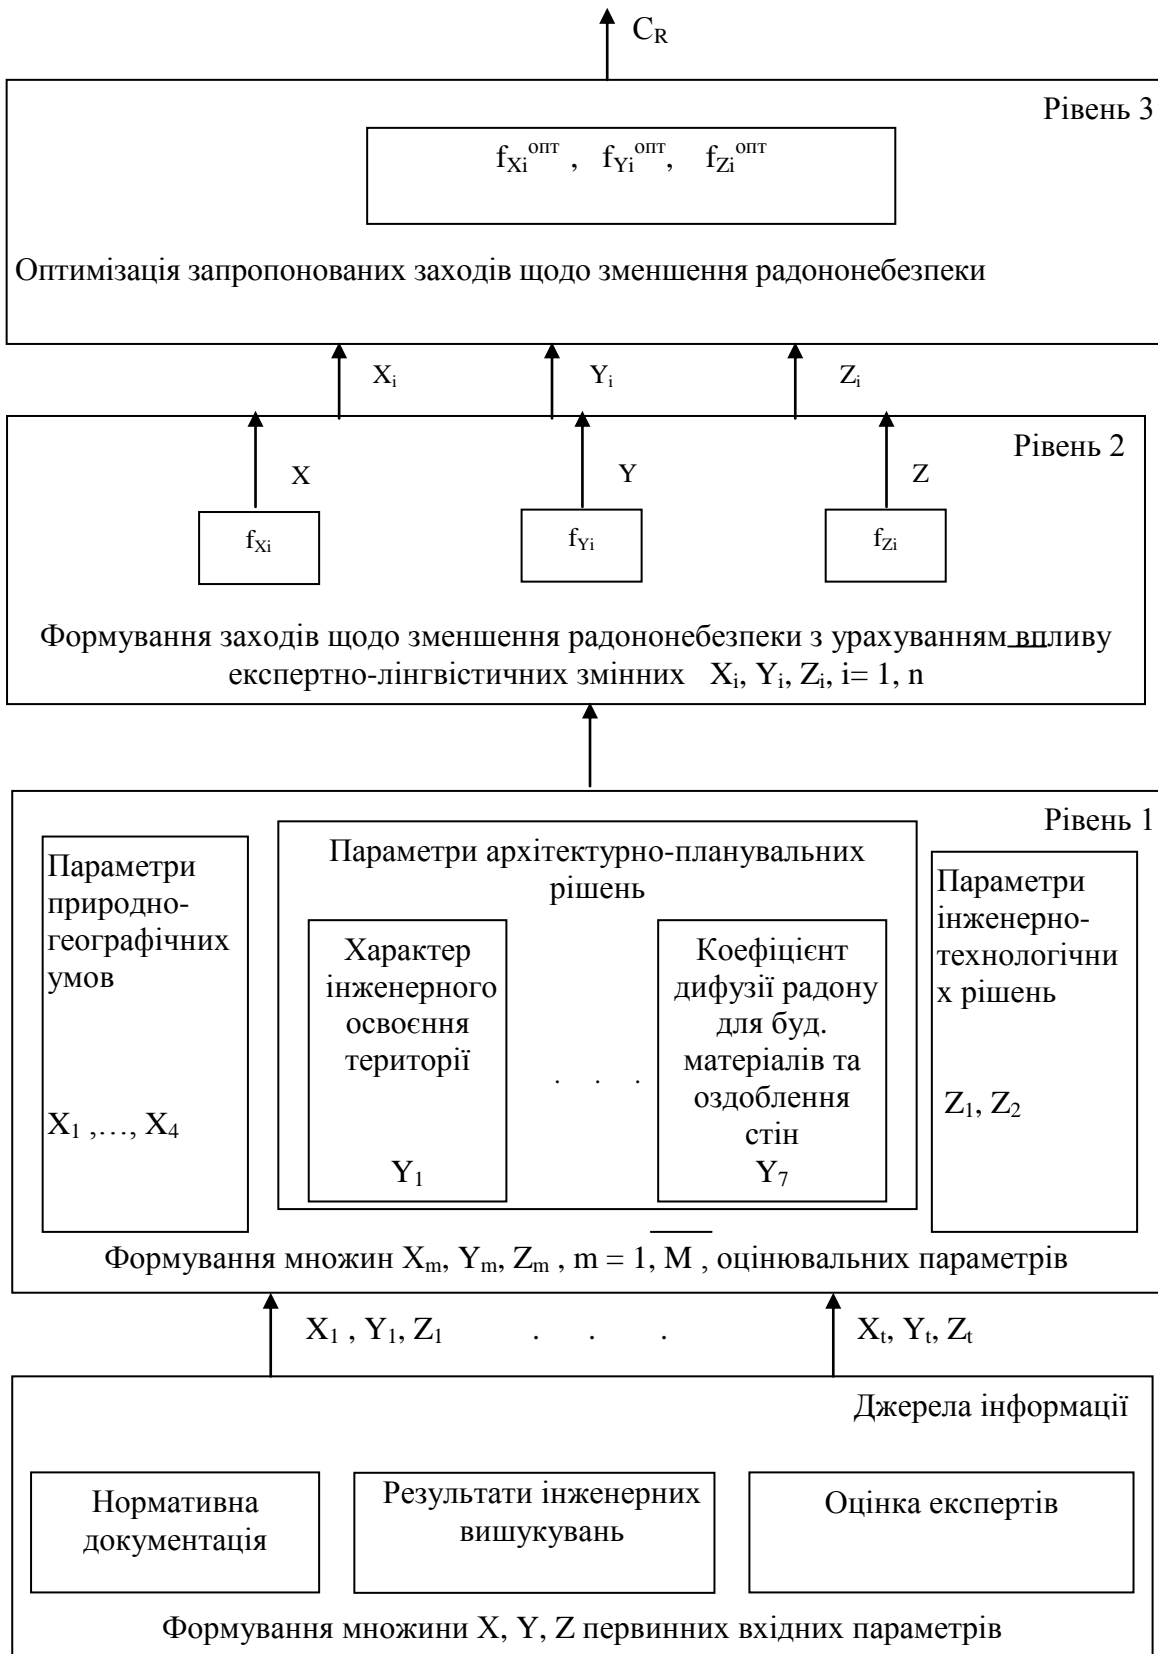 C_R
Рівень 3
f_Xi^опт , f_Yi^опт, f_Zi^опт
Оптимізація запропонованих заходів щодо зменшення радононебезпеки
X_i Y_i Z_i
Рівень 2
X Y Z
f_Xi f_Yi f_Zi
Формування заходів щодо зменшення радононебезпеки з урахуванням впливу
експертно-лінгвістичних змінних X_i, Y_i, Z_i, i= 1, n
Рівень 1
Параметри
природно-
географічних
умов
X_1 ,…, X_4
Параметри архітектурно-планувальних
рішень
Характер
інженерного
освоєння
території
Y_1
. . .
Коефіцієнт
дифузії радону
для буд.
матеріалів та
оздоблення
стін
Y_7
Параметри
інженерно-
технологічни
х рішень
Z_1, Z_2
Формування множин X_m, Y_m, Z_m , m = 1, M , оцінювальних параметрів
X_1 , Y_1, Z_1 . . . X_t, Y_t, Z_t
Джерела інформації
Нормативна
документація
Результати інженерних
вишукувань
Оцінка експертів
Формування множини X, Y, Z первинних вхідних параметрів